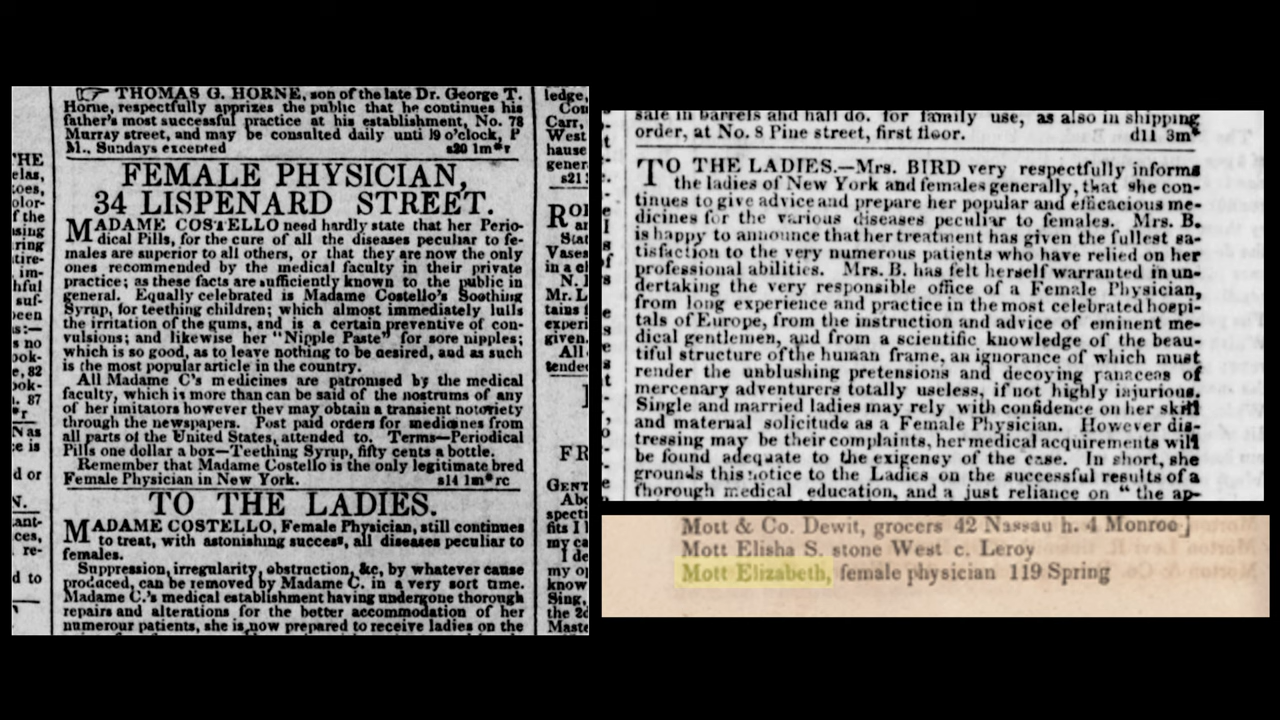 ☞ THOMAS G. HORNE, son of the late Dr. George T.
Horne, respectfully apprizes the public that he continues his
father's most successful practice at his establishment, No. 78
Murray street, and may be consulted daily unti l9 o'clock, P
M., Sundays excepted s20 1m*r
FEMALE PHYSICIAN,
34 LISPENARD STREET.
MADAME COSTELLO need hardly state that her Perio-
dical Pills, for the cure of all the diseases peculiar to fe-
males are superior to all others, or that they are now the only
ones recommended by the medical faculty in their private
practice; as these facts are sufficiently known to the public in
general. Equally celebrated is Madame Costello's Soothing
Syrup, for teething children; which almost immediately lulls
the irritation of the gums, and is a certain preventive of con-
vulsions; and likewise her "Nipple Paste" for sore nipples;
which is so good, as to leave nothing to be desired, and as such
is the most popular article in the country.
All Madame C's medicines are patronised by the medical
faculty, which is more than can be said of the nostrums of any
of her imitators however they may obtain a transient notoriety
through the newspapers. Post paid orders for medicines from
all parts of the United States, attended to. Terms—Periodical
Pills one dollar a box—Teething Syrup, fifty cents a bottle.
Remember that Madame Costello is the only legitimate bred
Female Physician in New York. s14 1m*rc
TO THE LADIES.
MADAME COSTELLO, Female Physician, still continues
to treat, with astonishing success, all diseases peculiar to
females.
Suppression, irregularity, obstruction, &c, by whatever cause
produced, can be removed by Madame C. in a very sort time.
Madame C.'s medical establishment having undergone thorough
repairs and alterations for the better accommodation of her
numerous patients, she is now prepared to receive ladies on the
sale in barrels and half do. for family use, as also in shipping
order, at No. 8 Pine street, first floor. d11 3m*
TO THE LADIES.—Mrs. BIRD very respectfully informs
the ladies of New York and females generally, that she con-
tinues to give advice and prepare her popular and efficacious me-
dicines for the various diseases peculiar to females. Mrs. B.
is happy to announce that her treatment has given the fullest sa-
tisfaction to the very numerous patients who have relied on her
professional abilities. Mrs. B. has felt herself warranted in un-
dertaking the very responsible office of a Female Physician,
from long experience and practice in the most celebrated hospi-
tals of Europe, from the instruction and advice of eminent me-
dical gentlemen, and from a scientific knowledge of the beau-
tiful structure of the human frame, an ignorance of which must
render the unblushing pretensions and decoying panaceas of
mercenary adventurers totally useless, if not highly injurious.
Single and married ladies may rely with confidence on her skill
and maternal solicitude as a Female Physician. However dis-
tressing may be their complaints, her medical acquirements will
be found adequate to the exigency of the case. In short, she
grounds this notice to the Ladies on the successful results of a
thorough medical education, and a just reliance on "the ap-
Mott & Co. Dewit, grocers 42 Nassau h. 4 Monroe]
Mott Elisha S. stone West c. Leroy
Mott Elizabeth, female physician 119 Spring